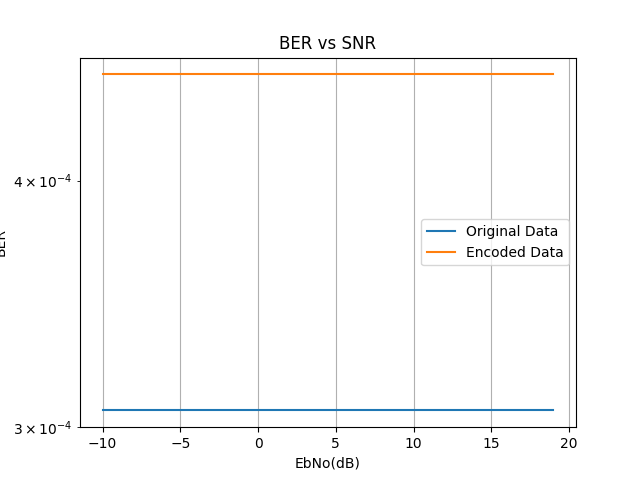 BER vs SNR
4 × 10⁻⁴
3 × 10⁻⁴
BER
Original Data
Encoded Data
−10 −5 0 5 10 15 20
EbNo(dB)